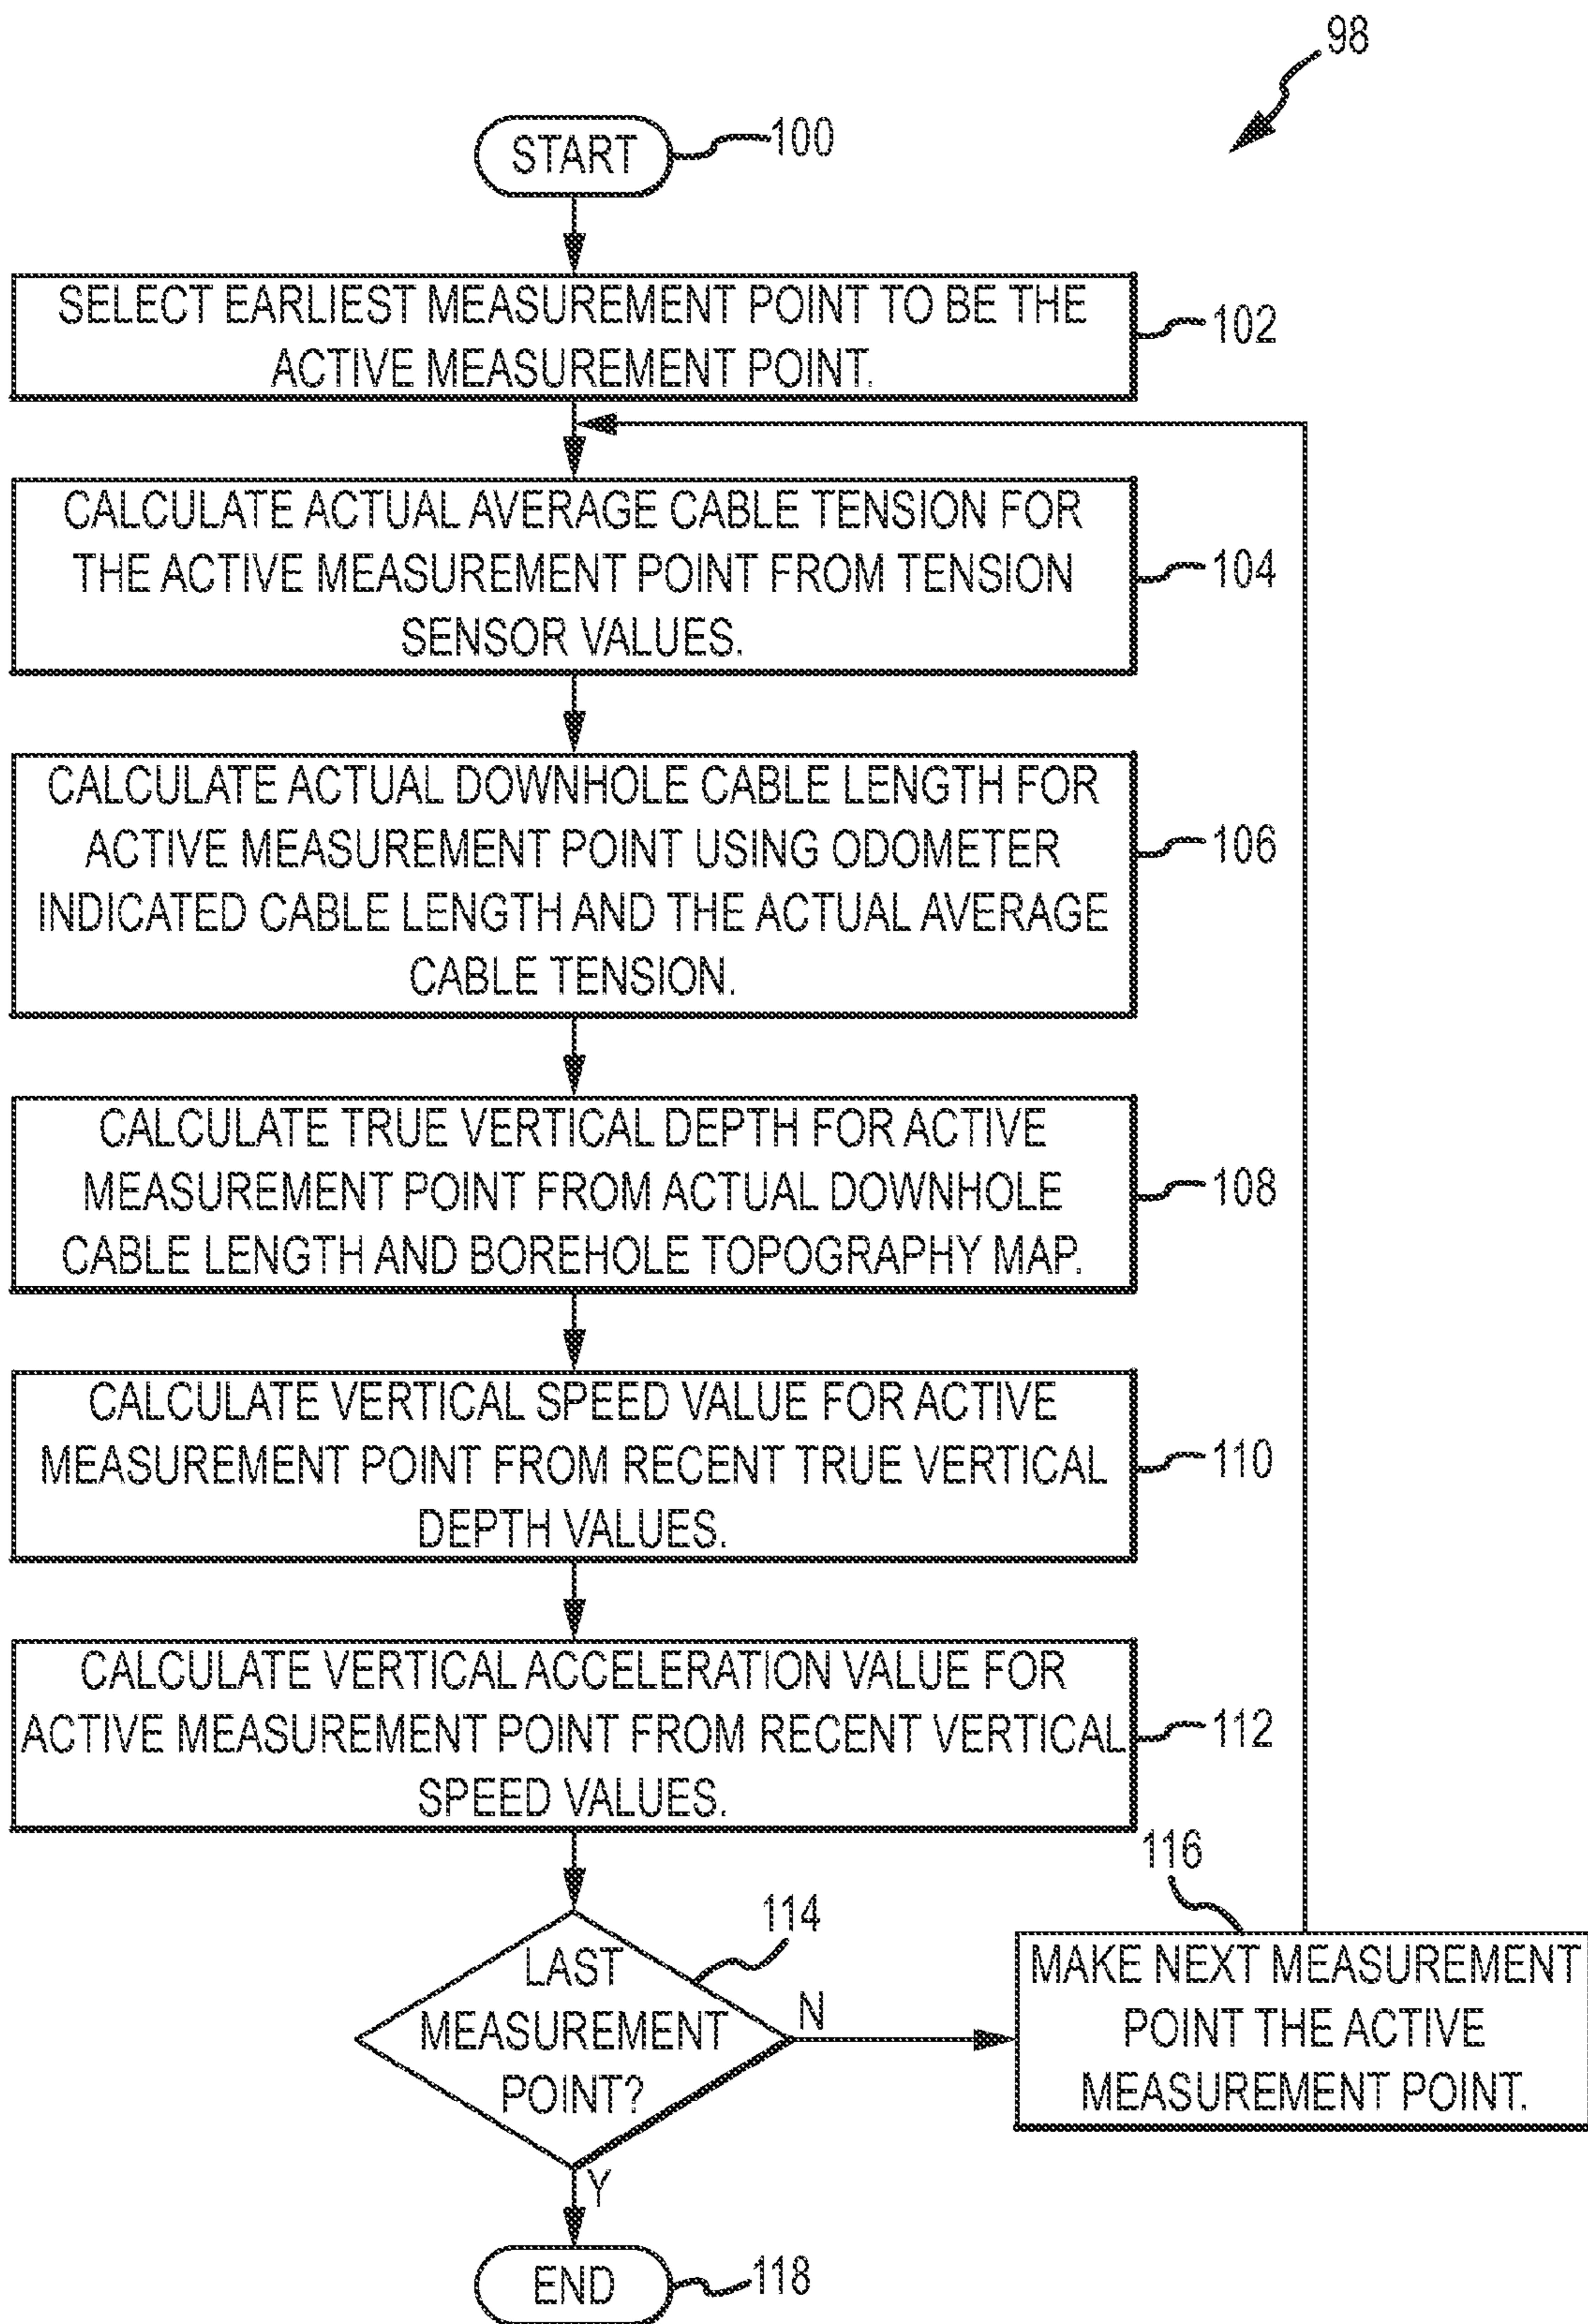 98
START
100
SELECT EARLIEST MEASUREMENT POINT TO BE THE
ACTIVE MEASUREMENT POINT.
102
CALCULATE ACTUAL AVERAGE CABLE TENSION FOR
THE ACTIVE MEASUREMENT POINT FROM TENSION
SENSOR VALUES.
104
CALCULATE ACTUAL DOWNHOLE CABLE LENGTH FOR
ACTIVE MEASUREMENT POINT USING ODOMETER
INDICATED CABLE LENGTH AND THE ACTUAL AVERAGE
CABLE TENSION.
106
CALCULATE TRUE VERTICAL DEPTH FOR ACTIVE
MEASUREMENT POINT FROM ACTUAL DOWNHOLE
CABLE LENGTH AND BOREHOLE TOPOGRAPHY MAP.
108
CALCULATE VERTICAL SPEED VALUE FOR ACTIVE
MEASUREMENT POINT FROM RECENT TRUE VERTICAL
DEPTH VALUES.
110
CALCULATE VERTICAL ACCELERATION VALUE FOR
ACTIVE MEASUREMENT POINT FROM RECENT VERTICAL
SPEED VALUES.
112
LAST
MEASUREMENT
POINT?
114
N
Y
116
MAKE NEXT MEASUREMENT
POINT THE ACTIVE
MEASUREMENT POINT.
END
118